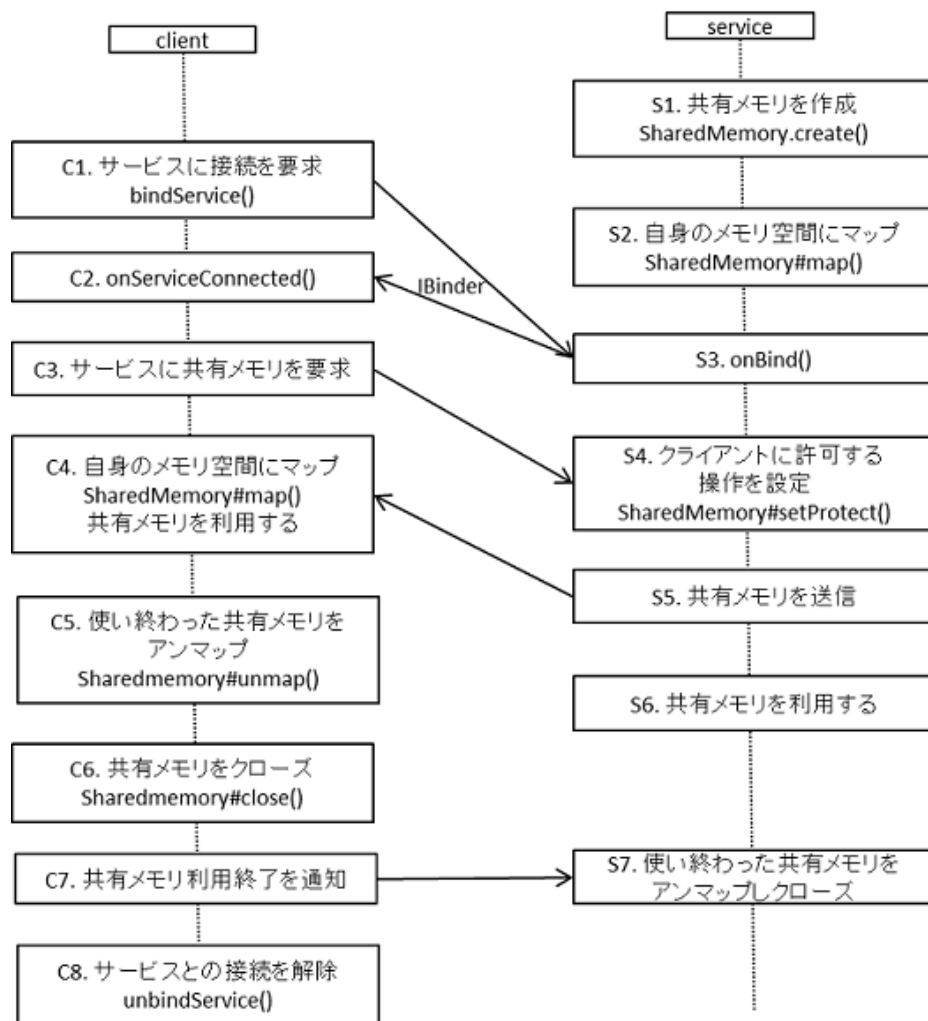 client
C1. サービスに接続を要求
bindService()
C2. onServiceConnected()
C3. サービスに共有メモリを要求
C4. 自身のメモリ空間にマップ
SharedMemory#map()
共有メモリを利用する
C5. 使い終わった共有メモリを
アンマップ
Sharedmemory#unmap()
C6. 共有メモリをクローズ
Sharedmemory#close()
C7. 共有メモリ利用終了を通知
C8. サービスとの接続を解除
unbindService()
IBinder
service
S1. 共有メモリを作成
SharedMemory.create()
S2. 自身のメモリ空間にマップ
SharedMemory#map()
S3. onBind()
S4. クライアントに許可する
操作を設定
SharedMemory#setProtect()
S5. 共有メモリを送信
S6. 共有メモリを利用する
S7. 使い終わった共有メモリを
アンマップしクローズ